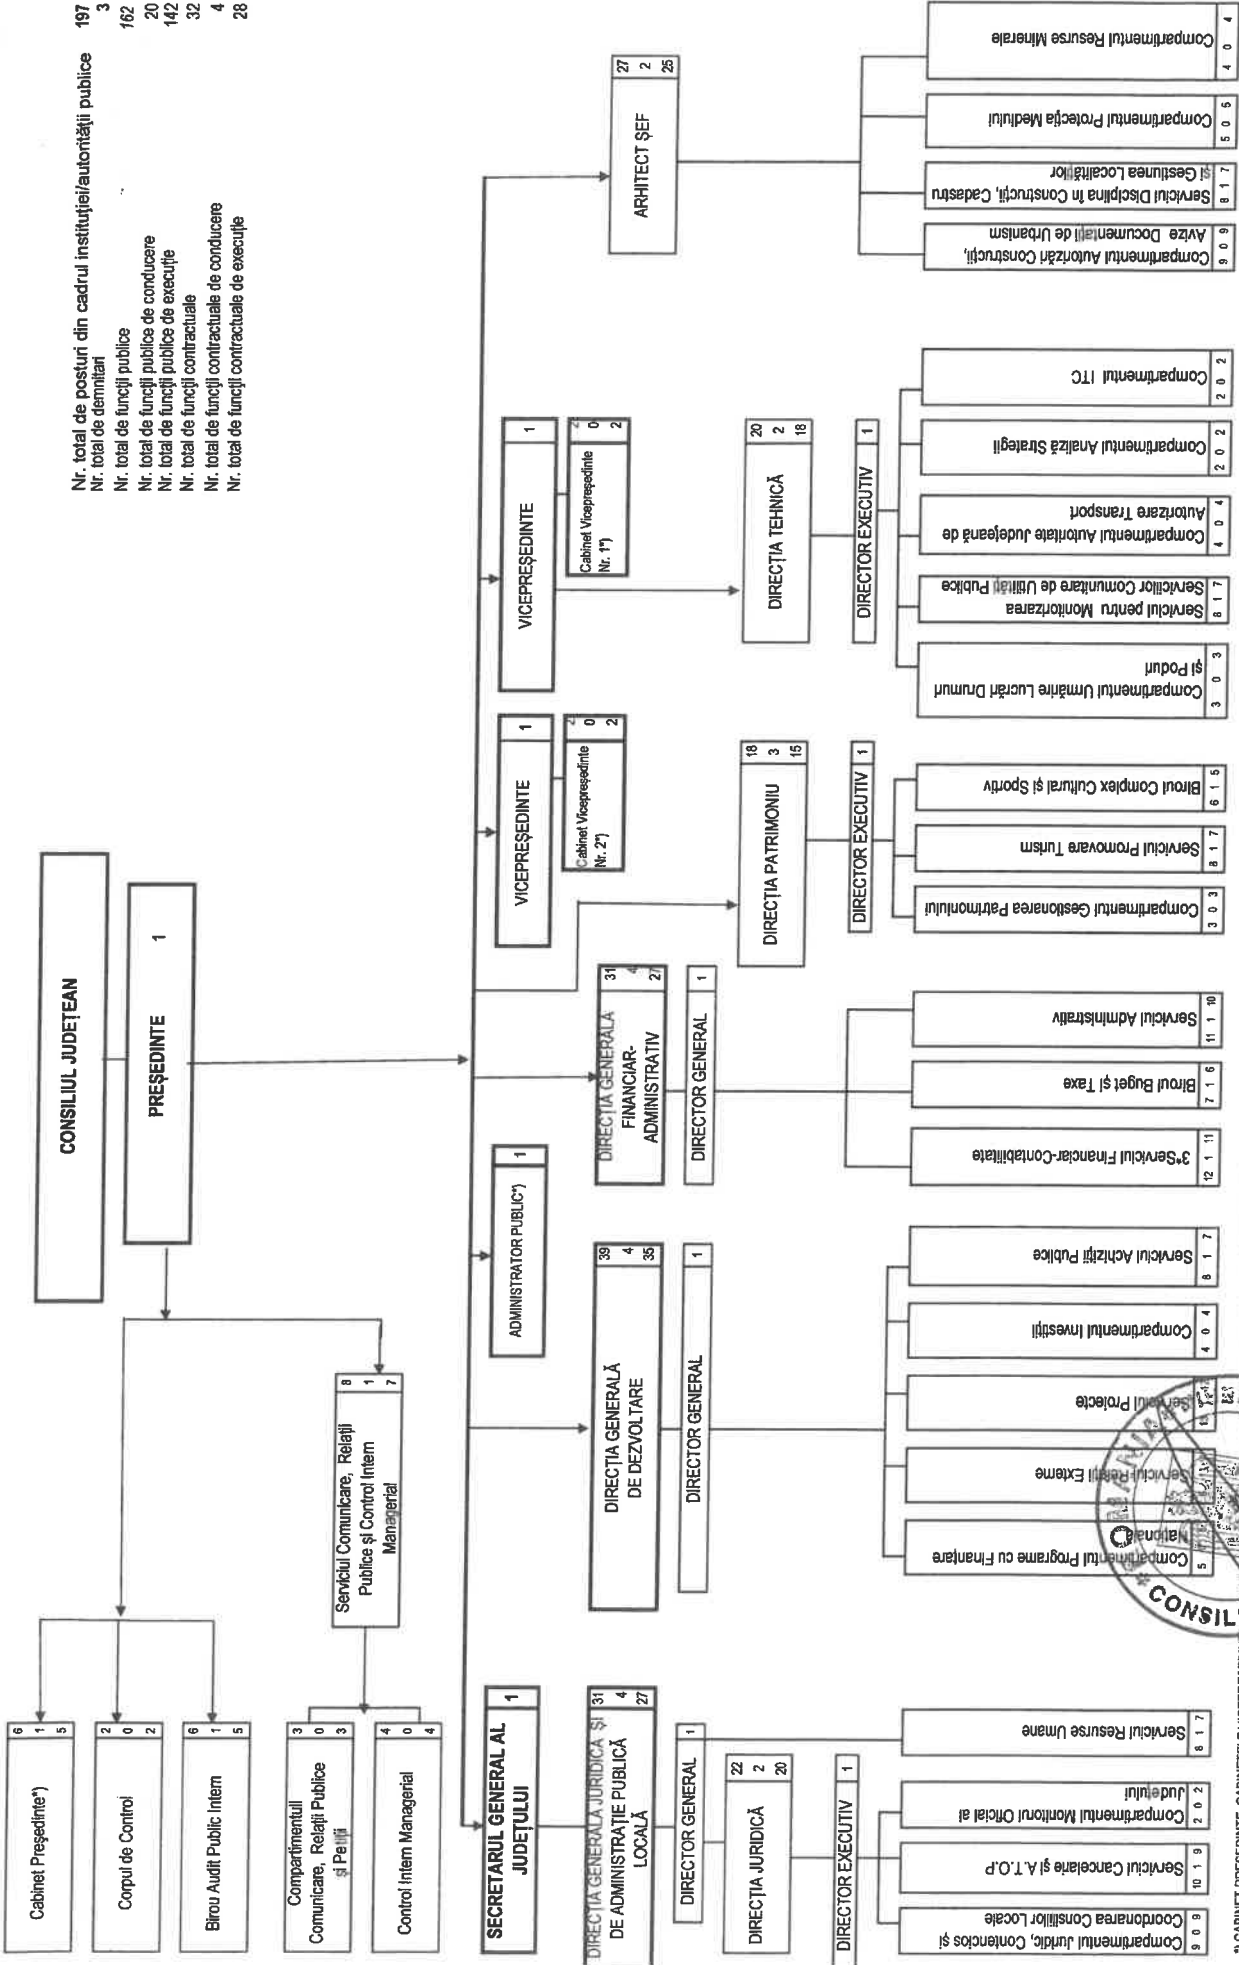 Nr. total de posturi din cadrul instituției/autorității publice 197
Nr. total de demnitari 3
Nr. total de funcții publice 162
Nr. total de funcții publice de conducere 20
Nr. total de funcții publice de execuție 142
Nr. total de funcții contractuale 32
Nr. total de funcții contractuale de conducere 4
Nr. total de funcții contractuale de execuție 28
CONSILIUL JUDEȚEAN
PREȘEDINTE 1
Cabinet Președinte*)
6 1 5
Corpul de Control
2 0 2
Birou Audit Public Intern
6 1 5
Serviciul Comunicare, Relații
Publice și Control Intern
Managerial
8 1 7
Compartimentull
Comunicare, Relații Publice
și Petiții
3 0 3
Control Intern Managerial
4 0 4
SECRETARUL GENERAL AL
JUDEȚULUI
1
ADMINISTRATOR PUBLIC*)
1
VICEPREȘEDINTE
1
Cabinet Vicepreședinte
Nr. 2*)
0 2
VICEPREȘEDINTE
1
Cabinet Vicepreședinte
Nr. 1*)
0 2
DIRECȚIA GENERALĂ JURIDICĂ ȘI
DE ADMINISTRAȚIE PUBLICĂ
LOCALĂ
31 4 27
DIRECTOR GENERAL 1
DIRECȚIA JURIDICĂ
22 2 20
DIRECTOR EXECUTIV 1
Compartimentul Juridic, Contencios și
Coordonarea Consiliilor Locale
9 0 9
Serviciul Cancelarie și A.T.O.P
10 1 9
Compartimentul Monitorul Oficial al
Județului
2 0 2
Serviciul Resurse Umane
8 1 7
DIRECȚIA GENERALĂ
DE DEZVOLTARE
39 4 35
DIRECTOR GENERAL 1
Compartimentul Programe cu Finanțare
Națională
5
Serviciul Relații Externe
Serviciul Proiecte
Compartimentul Investiții
4 0 4
Serviciul Achiziții Publice
8 1 7
DIRECȚIA GENERALĂ
FINANCIAR-
ADMINISTRATIV
31 4 27
DIRECTOR GENERAL 1
3*Serviciul Financiar-Contabilitate
12 1 11
Biroul Buget și Taxe
7 1 6
Serviciul Administrativ
11 1 10
DIRECȚIA PATRIMONIU
18 3 15
DIRECTOR EXECUTIV 1
Compartimentul Gestionarea Patrimoniului
3 0 3
Serviciul Promovare Turism
8 1 7
Biroul Complex Cultural și Sportiv
6 1 5
DIRECȚIA TEHNICĂ
20 2 18
DIRECTOR EXECUTIV 1
Compartimentul Urmărire Lucrări Drumuri
și Poduri
3 0 3
Serviciul pentru Monitorizarea
Serviciilor Comunitare de Utilități Publice
8 1 7
Compartimentul Autoritate Județeană de
Autorizare Transport
4 0 4
Compartimentul Analiză Strategii
2 0 2
Compartimentul ITC
2 0 2
ARHITECT ȘEF
27 2 25
Compartimentul Autorizări Construcții,
Avize Documentații de Urbanism
9 0 9
Serviciul Disciplina în Construcții, Cadastru
și Gestiunea Localităților
8 1 7
Compartimentul Protecția Mediului
5 0 5
Compartimentul Resurse Minerale
4 0 4
* ROMÂNIA *
CONSIL